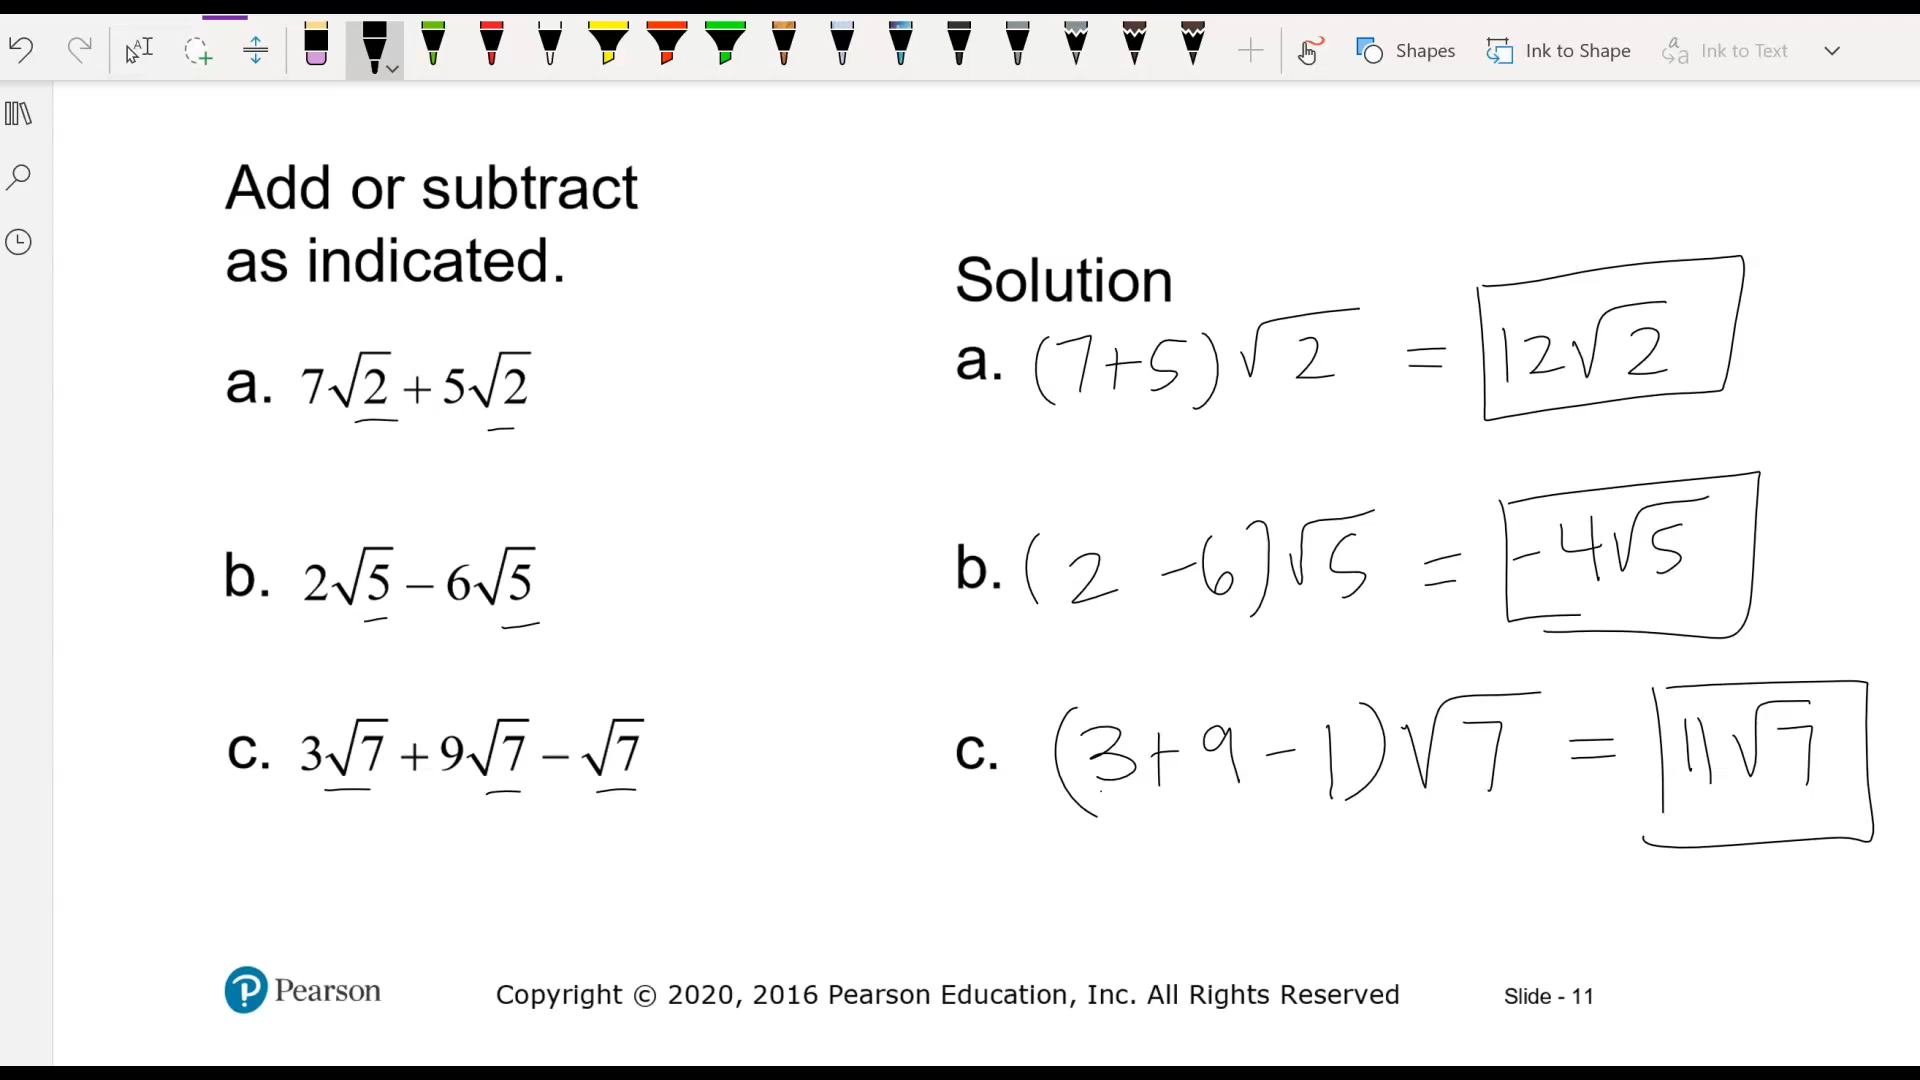 Shapes Ink to Shape Ink to Text
Add or subtract
as indicated.
a. 7√2 + 5√2
b. 2√5 − 6√5
c. 3√7 + 9√7 − √7
Solution
a. (7+5)√2 = 12√2
b. (2 -6)√5 = -4√5
c. (3+9-1)√7 = 11√7
Pearson
Copyright © 2020, 2016 Pearson Education, Inc. All Rights Reserved
Slide - 11